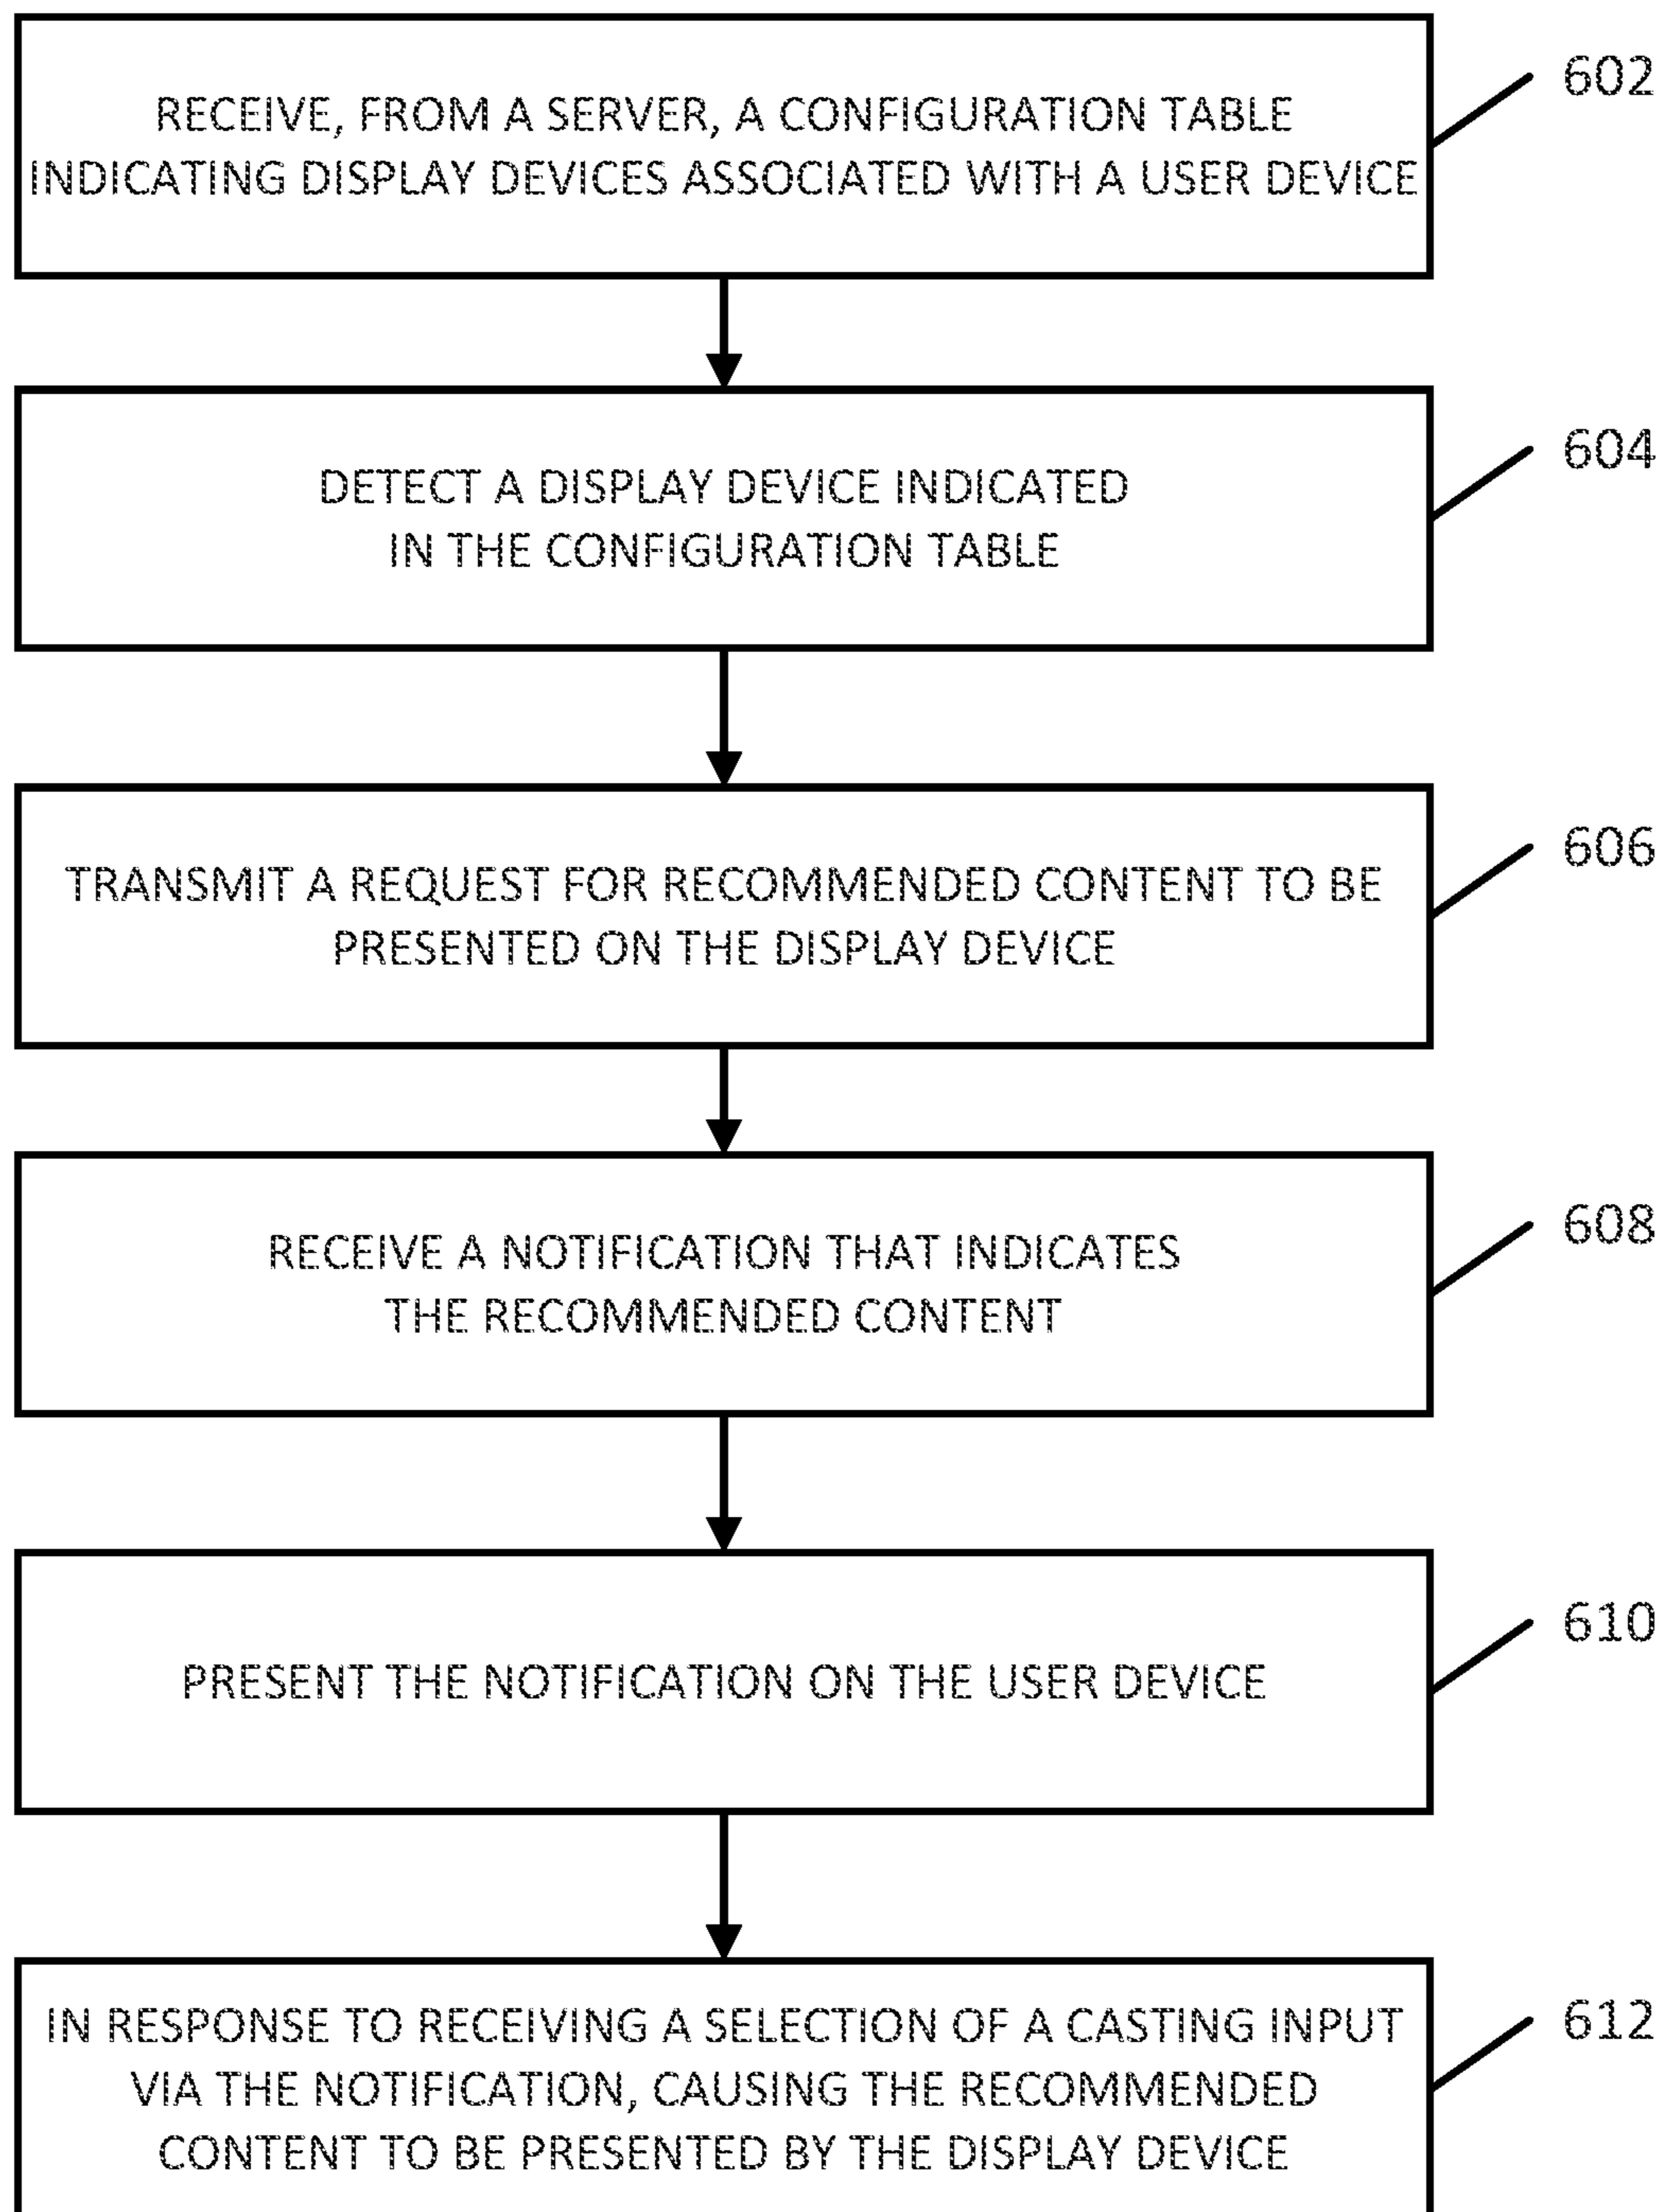 602
RECEIVE, FROM A SERVER, A CONFIGURATION TABLE
INDICATING DISPLAY DEVICES ASSOCIATED WITH A USER DEVICE
604
DETECT A DISPLAY DEVICE INDICATED
IN THE CONFIGURATION TABLE
606
TRANSMIT A REQUEST FOR RECOMMENDED CONTENT TO BE
PRESENTED ON THE DISPLAY DEVICE
608
RECEIVE A NOTIFICATION THAT INDICATES
THE RECOMMENDED CONTENT
610
PRESENT THE NOTIFICATION ON THE USER DEVICE
612
IN RESPONSE TO RECEIVING A SELECTION OF A CASTING INPUT
VIA THE NOTIFICATION, CAUSING THE RECOMMENDED
CONTENT TO BE PRESENTED BY THE DISPLAY DEVICE